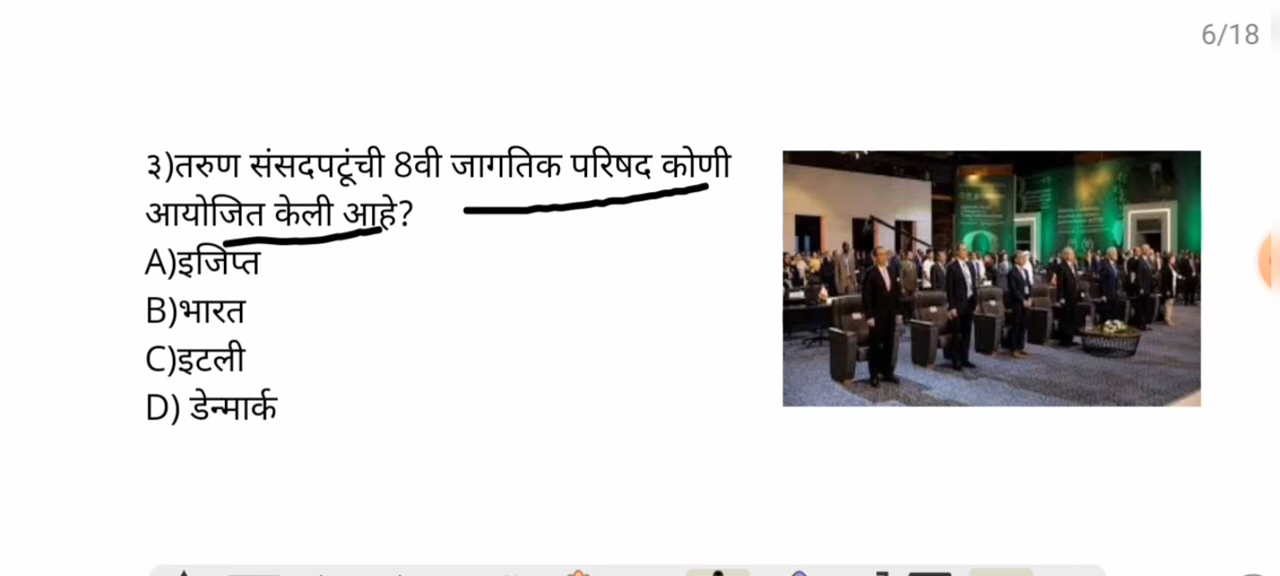 6/18
३)तरुण संसदपटूंची 8वी जागतिक परिषद कोणी
आयोजित केली आहे?
A)इजिप्त
B)भारत
C)इटली
D) डेन्मार्क